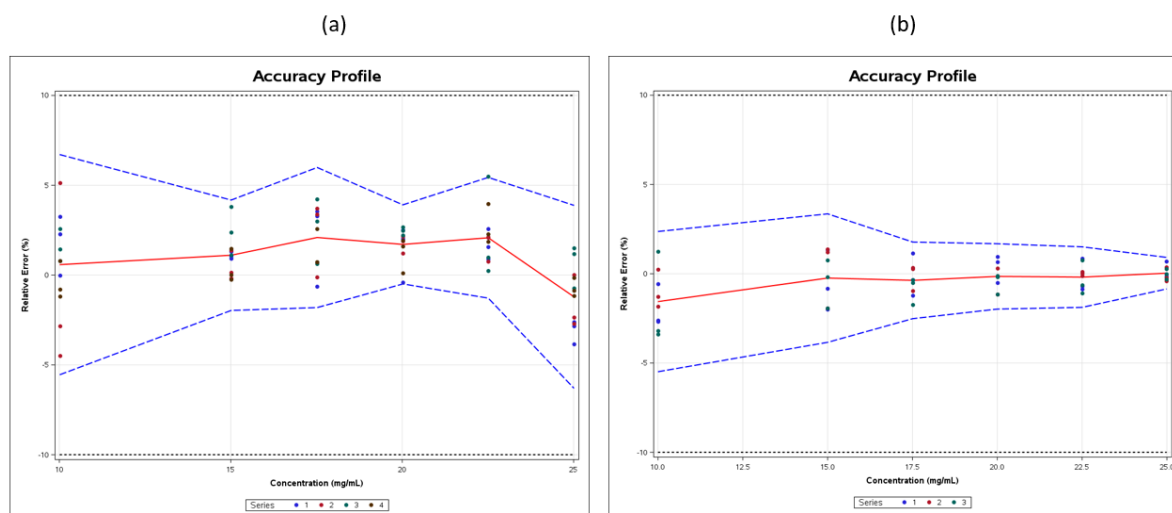 (a)
Accuracy Profile
10
5
0
-5
-10
Relative Error (%)
10 15 20 25
Concentration (mg/mL)
Series 1 2 3 4
(b)
Accuracy Profile
10
5
0
-5
-10
Relative Error (%)
10.0 12.5 15.0 17.5 20.0 22.5 25.0
Concentration (mg/mL)
Series 1 2 3